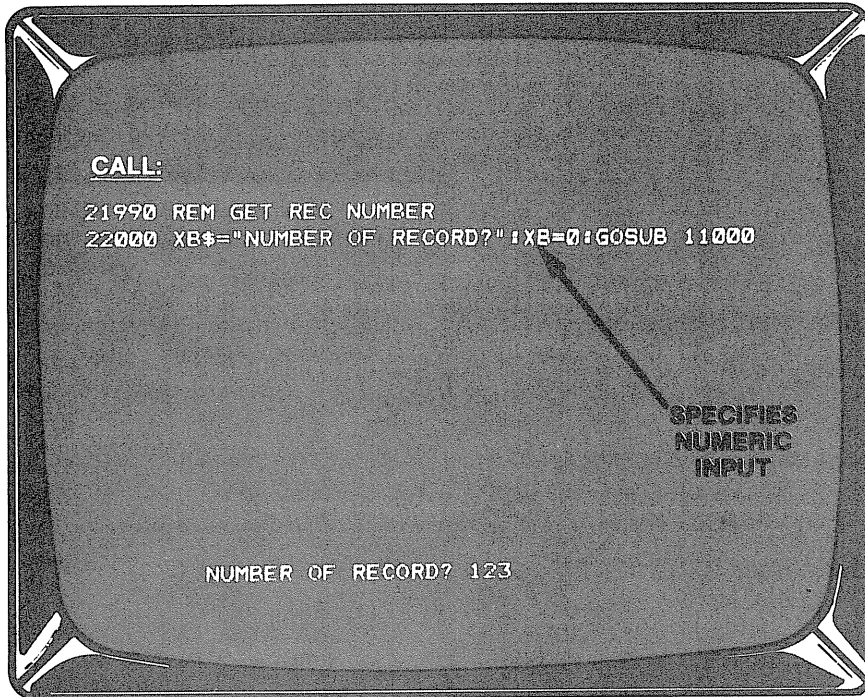 CALL:
21990 REM GET REC NUMBER
22000 XB$="NUMBER OF RECORD?":XB=0:GOSUB 11000
SPECIFIES
NUMERIC
INPUT
NUMBER OF RECORD? 123